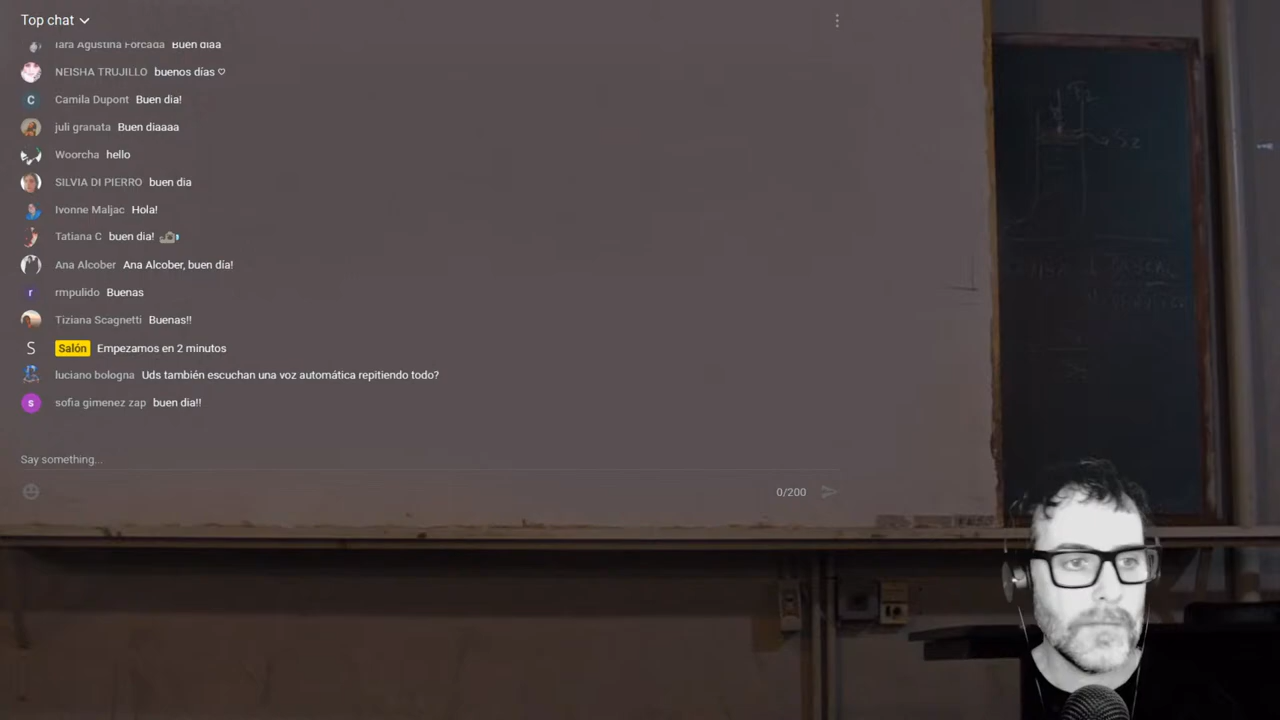 Top chat
Iara Agustina Forcada Buen diaa
NEISHA TRUJILLO buenos días ♡
C Camila Dupont Buen dia!
juli granata Buen diaaaa
Woorcha hello
SILVIA DI PIERRO buen dia
Ivonne Maljac Hola!
Tatiana C buen dia!
Ana Alcober Ana Alcober, buen día!
r rmpulido Buenas
Tiziana Scagnetti Buenas!!
S Salón Empezamos en 2 minutos
luciano bologna Uds también escuchan una voz automática repitiendo todo?
s sofia gimenez zap buen dia!!
Say something...
0/200